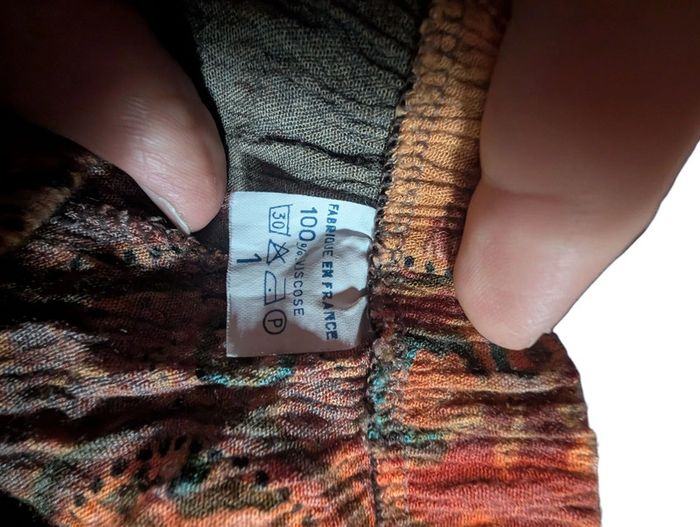 FABRIQUE EN FRANCE
100% VISCOSE
30 P
1